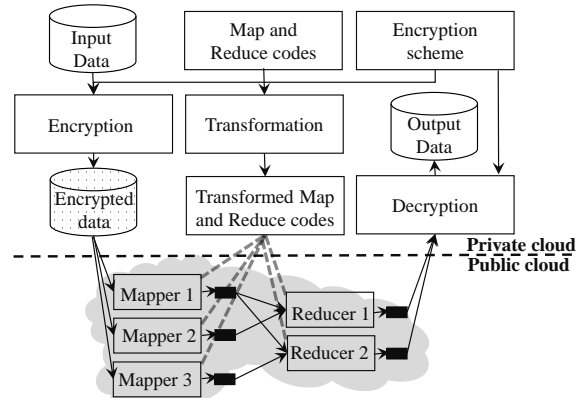 Input
Data
Map and
Reduce codes
Encryption
scheme
Encryption
Transformation
Output
Data
Encrypted
data
Transformed Map
and Reduce codes
Decryption
Private cloud
Public cloud
Mapper 1
Mapper 2
Mapper 3
Reducer 1
Reducer 2